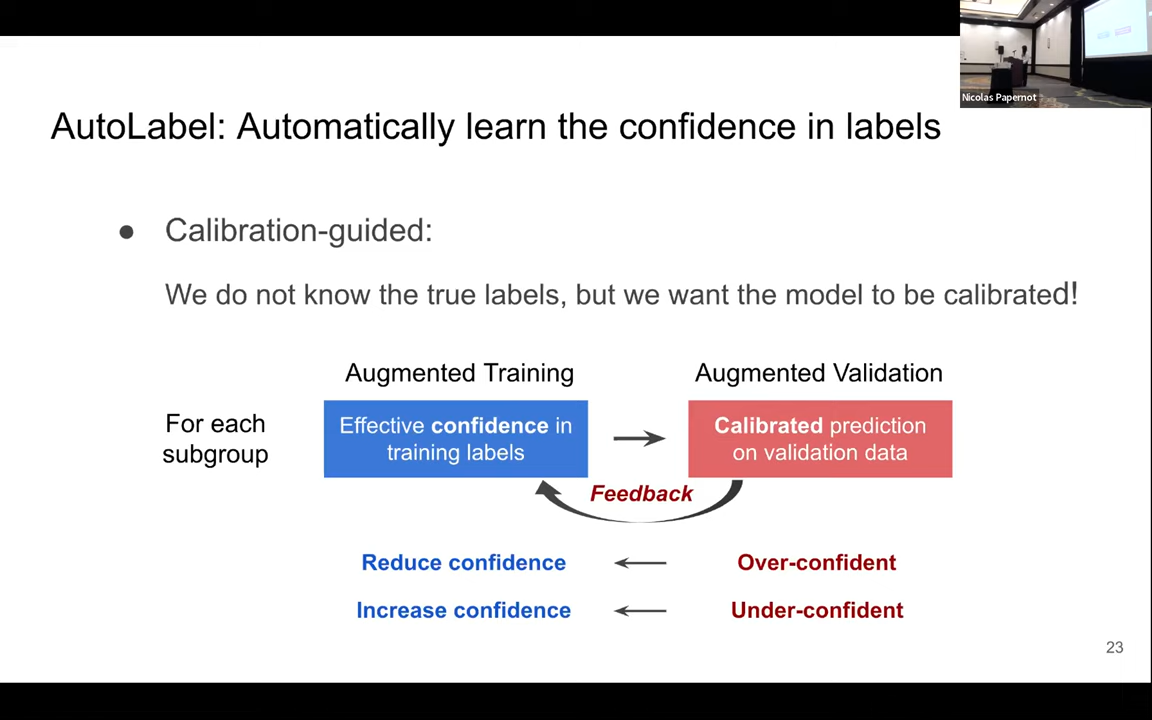 Nicolas Papernot
AutoLabel: Automatically learn the confidence in labels
● Calibration-guided:
We do not know the true labels, but we want the model to be calibrated!
Augmented Training
Augmented Validation
For each
subgroup
Effective confidence in
training labels
Calibrated prediction
on validation data
Feedback
Reduce confidence
Over-confident
Increase confidence
Under-confident
23